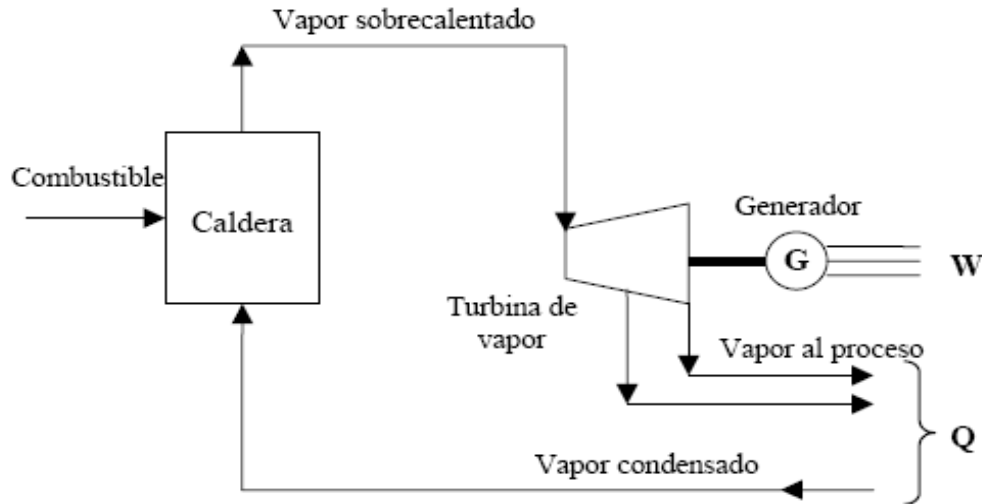 Vapor sobrecalentado
Combustible
Caldera
Generador
G
W
Turbina de
vapor
Vapor al proceso
Q
Vapor condensado